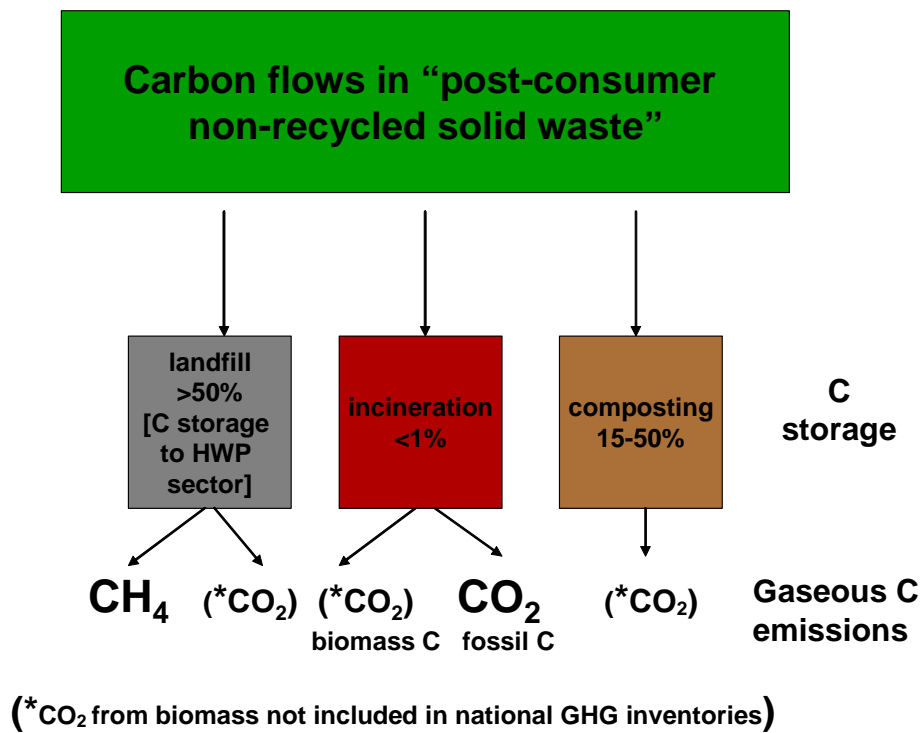 Carbon flows in “post-consumer
non-recycled solid waste”
landfill
>50%
[C storage
to HWP
sector]
incineration
<1%
composting
15-50%
C
storage
CH₄
(*CO₂)
(*CO₂)
biomass C
CO₂
fossil C
(*CO₂)
Gaseous C
emissions
(*CO₂ from biomass not included in national GHG inventories)